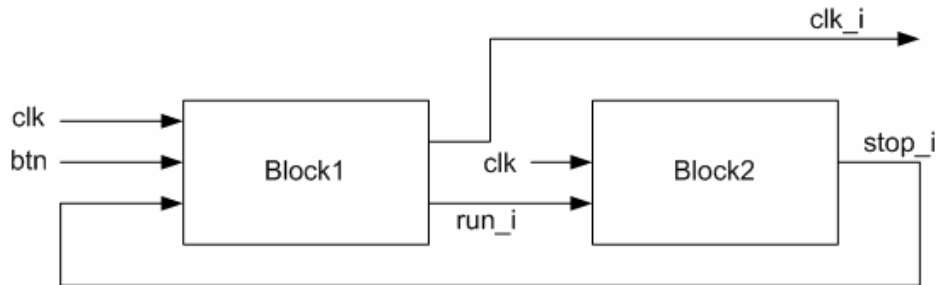 clk_i
clk
btn
Block1
run_i
clk
Block2
stop_i